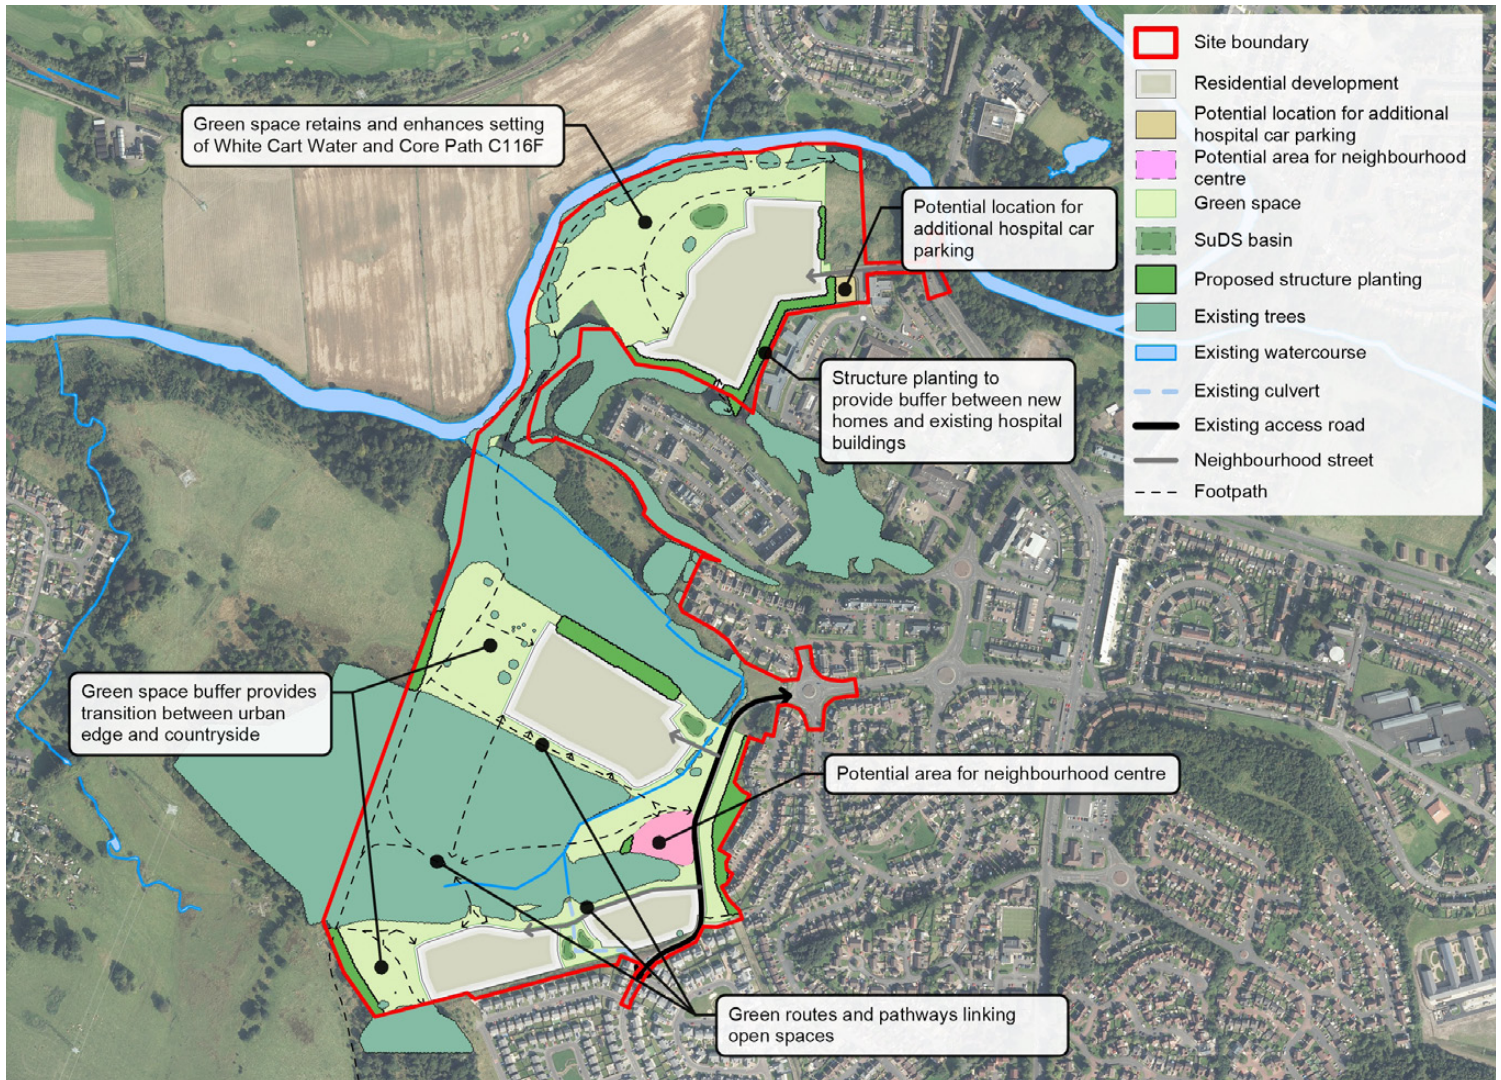 Green space retains and enhances setting
of White Cart Water and Core Path C116F
Potential location for
additional hospital car
parking
Structure planting to
provide buffer between new
homes and existing hospital
buildings
Green space buffer provides
transition between urban
edge and countryside
Potential area for neighbourhood centre
Green routes and pathways linking
open spaces
Site boundary
Residential development
Potential location for additional
hospital car parking
Potential area for neighbourhood
centre
Green space
SuDS basin
Proposed structure planting
Existing trees
Existing watercourse
Existing culvert
Existing access road
Neighbourhood street
Footpath